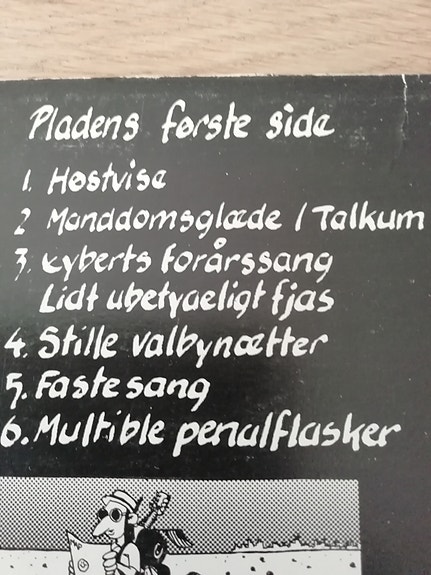 Pladens første side
1. Høstvise
2 Manddomsglæde / Talkum
3. Kyberts forårssang
Lidt ubetydeligt fjas
4. Stille valbynætter
5. Fastesang
6. Multible penalflasker